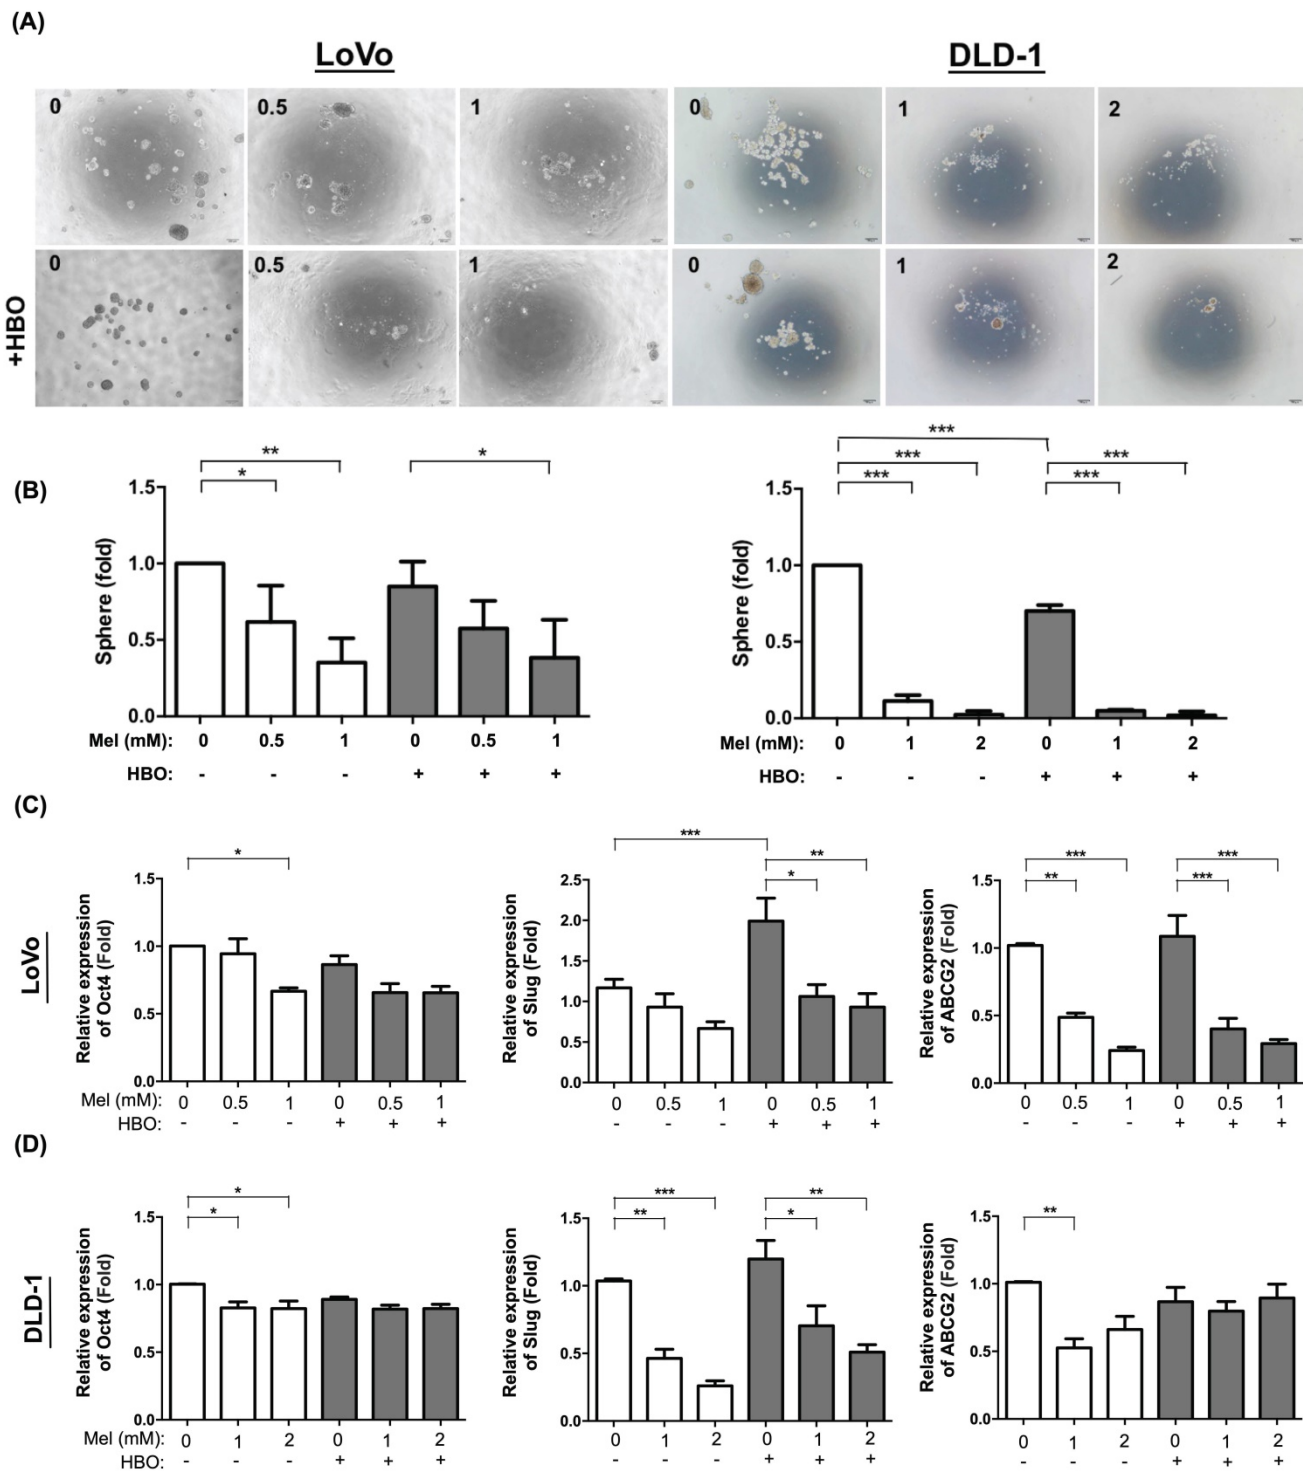 (A)
LoVo DLD-1
0 0.5 1 0 1 2
+HBO
0 0.5 1 0 1 2
(B)
** * * *** *** *** *** ***
Sphere (fold)
1.5
1.0
0.5
0.0
Mel (mM): 0 0.5 1 0 0.5 1
HBO: - - - + + +
Sphere (fold)
1.5
1.0
0.5
0.0
Mel (mM): 0 1 2 0 1 2
HBO: - - - + + +
(C)
LoVo
*
Relative expression
of Oct4 (Fold)
1.5
1.0
0.5
0.0
Mel (mM): 0 0.5 1 0 0.5 1
HBO: - - - + + +
*** ** *
Relative expression
of Slug (Fold)
2.5
2.0
1.5
1.0
0.5
0.0
0 0.5 1 0 0.5 1
- - - + + +
*** *** ** ***
Relative expression
of ABCG2 (Fold)
1.5
1.0
0.5
0.0
0 0.5 1 0 0.5 1
- - - + + +
(D)
DLD-1
* *
Relative expression
of Oct4 (Fold)
1.5
1.0
0.5
0.0
Mel (mM): 0 1 2 0 1 2
HBO: - - - + + +
*** ** ** *
Relative expression
of Slug (Fold)
1.5
1.0
0.5
0.0
0 1 2 0 1 2
- - - + + +
**
Relative expression
of ABCG2 (Fold)
1.5
1.0
0.5
0.0
0 1 2 0 1 2
- - - + + +